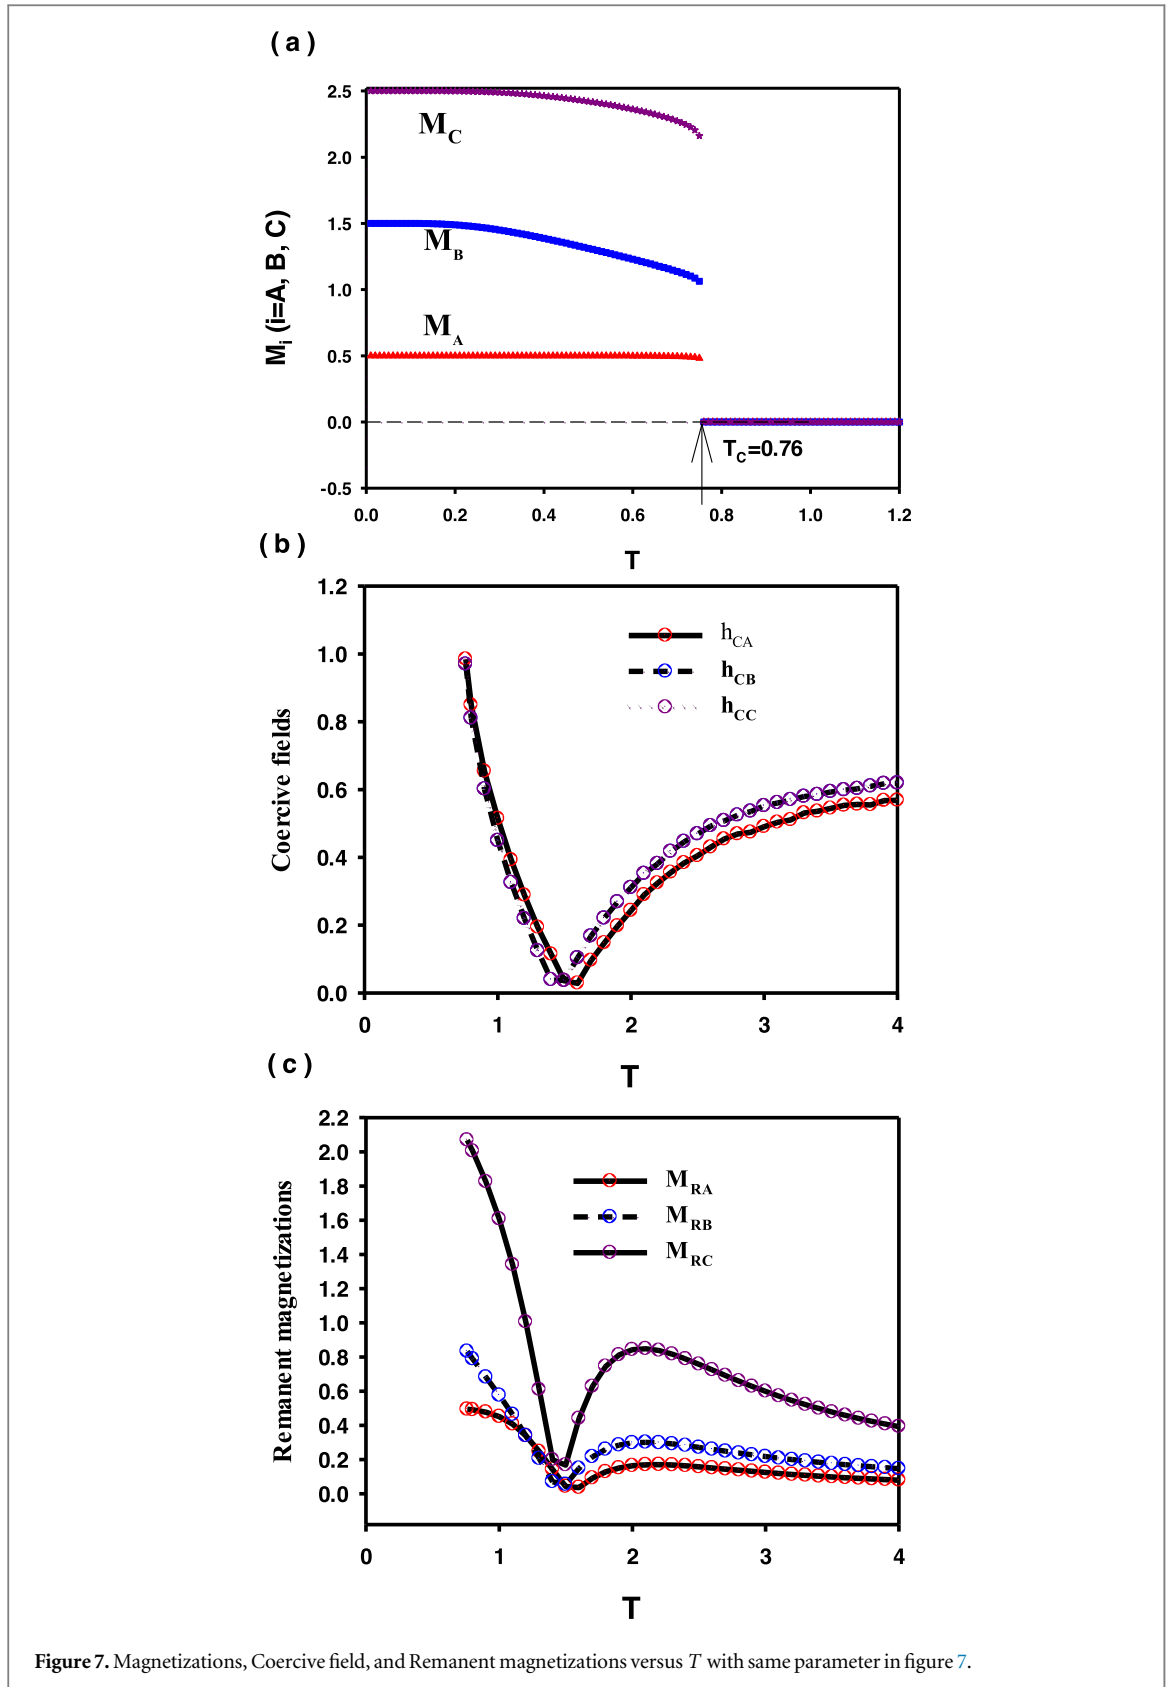 (a)
2.5
2.0
1.5
1.0
0.5
0.0
-0.5
M_i (i=A, B, C)
M_C
M_B
M_A
T_C=0.76
0.0 0.2 0.4 0.6 0.8 1.0 1.2
T
(b)
1.2
1.0
0.8
0.6
0.4
0.2
0.0
Coercive fields
h_CA
h_CB
h_CC
0 1 2 3 4
T
(c)
2.2
2.0
1.8
1.6
1.4
1.2
1.0
0.8
0.6
0.4
0.2
0.0
Remanent magnetizations
M_RA
M_RB
M_RC
0 1 2 3 4
T
Figure 7. Magnetizations, Coercive field, and Remanent magnetizations versus T with same parameter in figure 7.